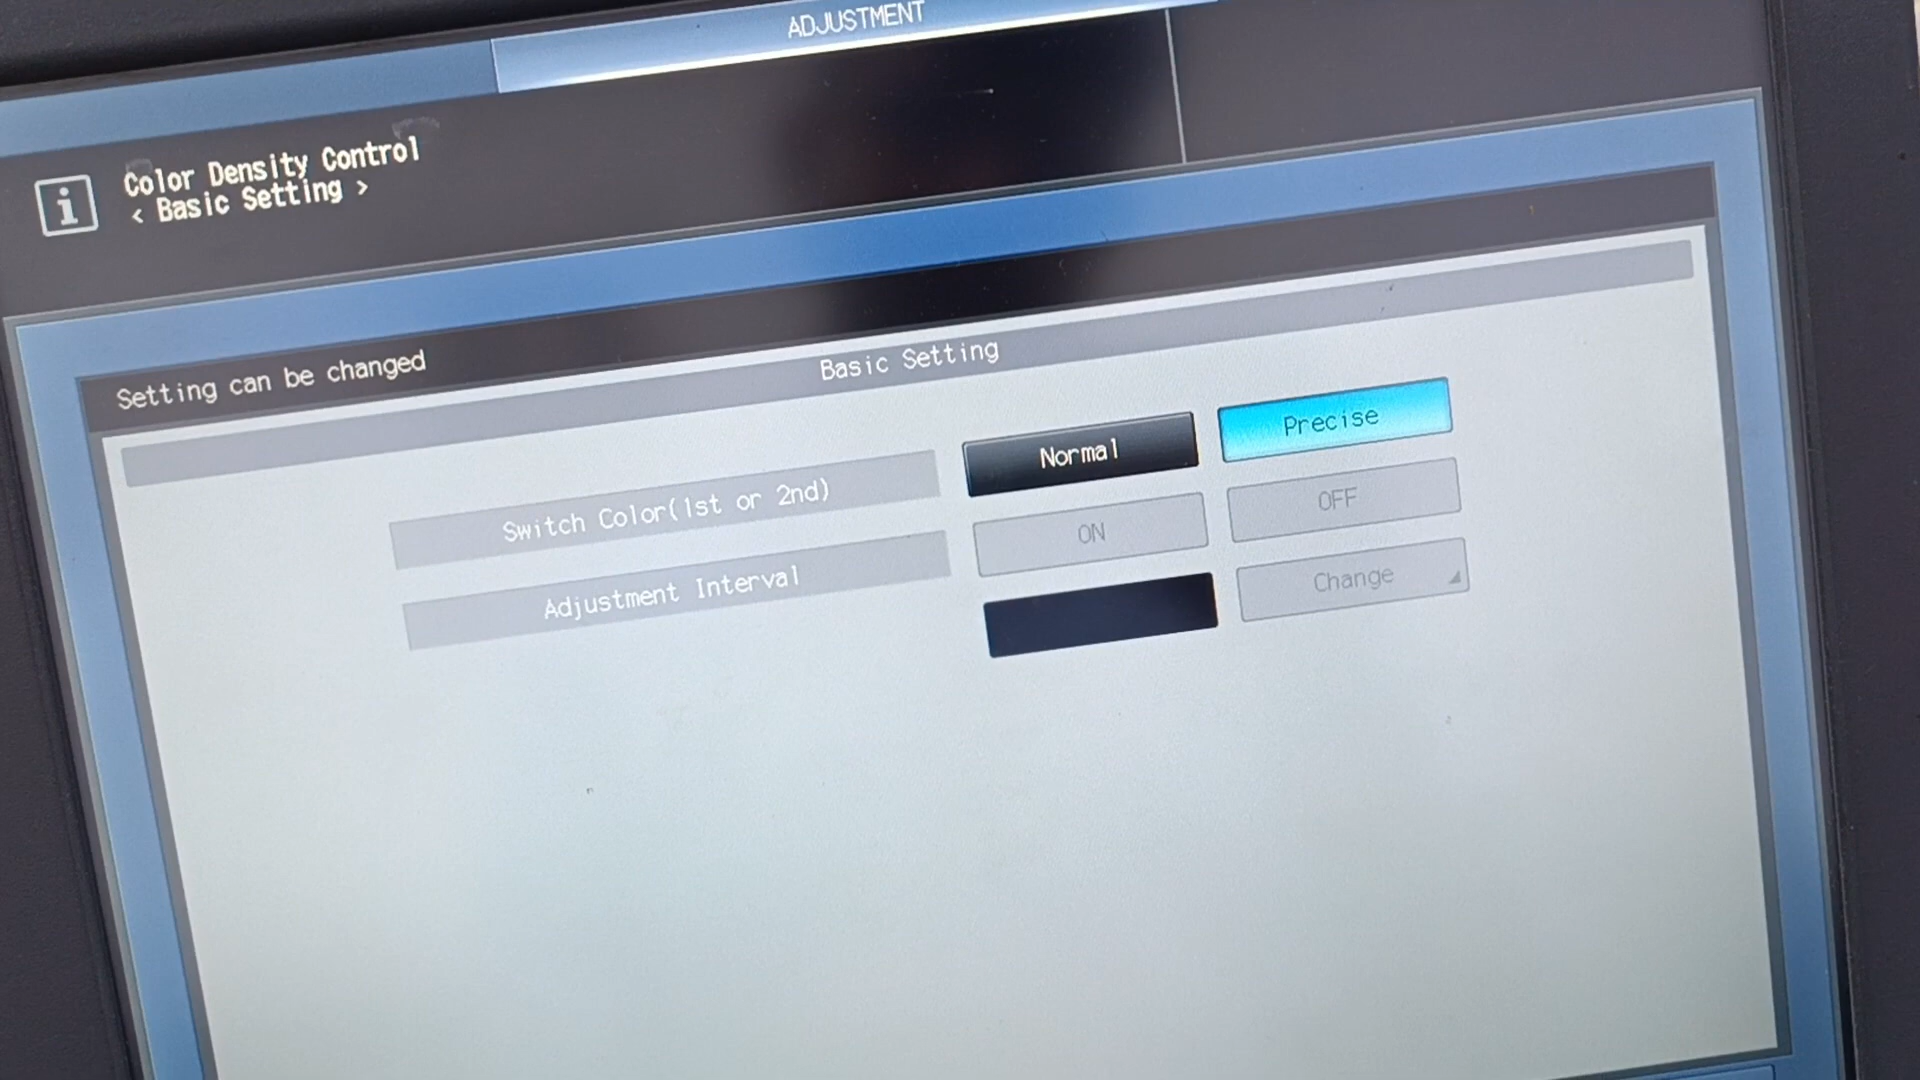 ADJUSTMENT
Color Density Control
< Basic Setting >
Setting can be changed
Basic Setting
Normal
Precise
Switch Color(1st or 2nd)
ON
OFF
Adjustment Interval
Change